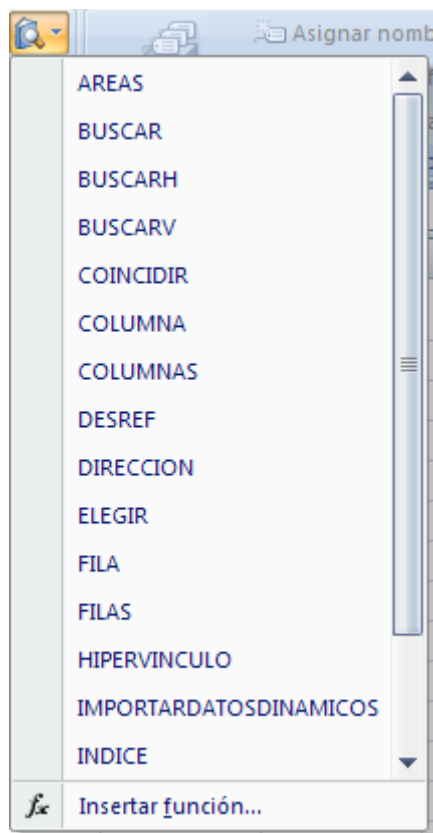 Asignar nomb
AREAS
BUSCAR
BUSCARH
BUSCARV
COINCIDIR
COLUMNA
COLUMNAS
DESREF
DIRECCION
ELEGIR
FILA
FILAS
HIPERVINCULO
IMPORTARDATOSDINAMICOS
INDICE
fx Insertar función...